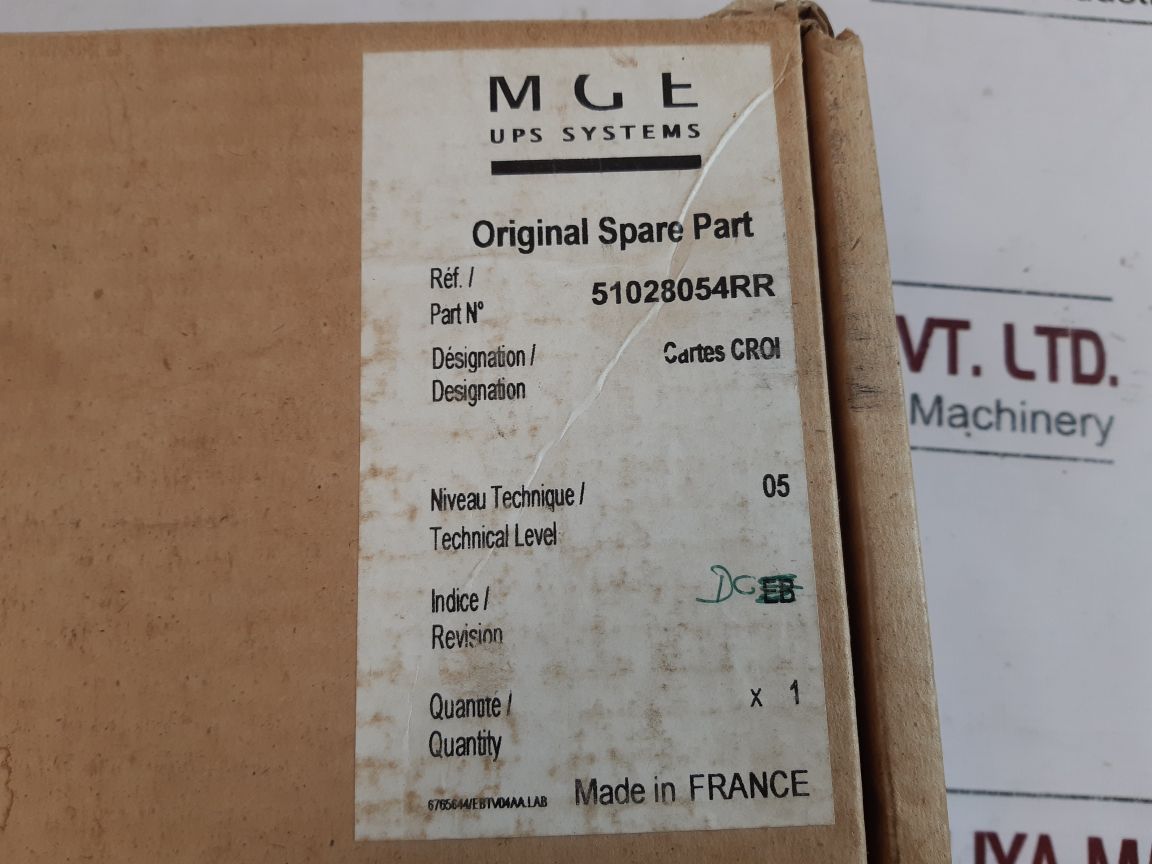 MGE
UPS SYSTEMS
Original Spare Part
Réf. /
Part N° 51028054RR
Désignation /
Designation
Cartes CROI
Niveau Technique /
Technical Level
05
Indice /
Revision
DC EB
Quantité /
Quantity
x 1
Made in FRANCE
VT. LTD.
Machinery